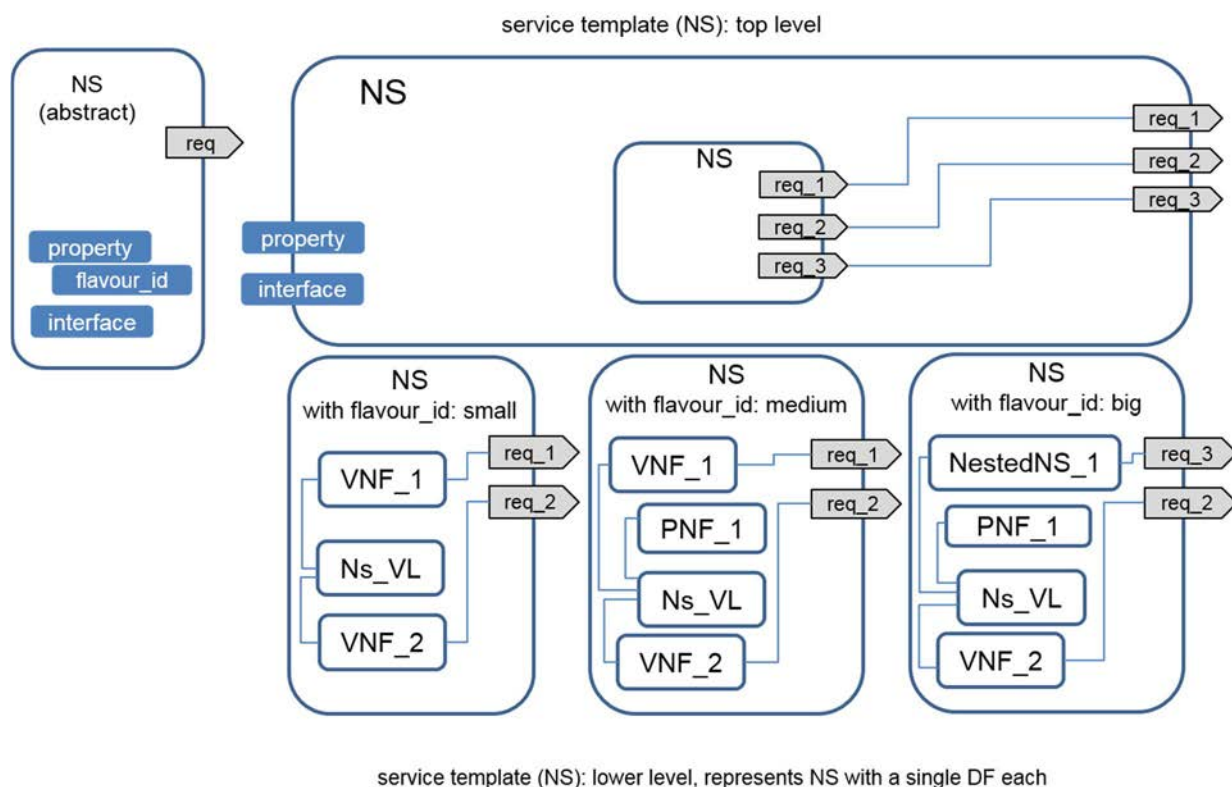 service template (NS): top level
NS
(abstract)
req
property
flavour_id
interface
NS
property
interface
NS
req_1
req_2
req_3
req_1
req_2
req_3
NS
with flavour_id: small
VNF_1
Ns_VL
VNF_2
req_1
req_2
NS
with flavour_id: medium
VNF_1
PNF_1
Ns_VL
VNF_2
req_1
req_2
NS
with flavour_id: big
NestedNS_1
PNF_1
Ns_VL
VNF_2
req_3
req_2
service template (NS): lower level, represents NS with a single DF each